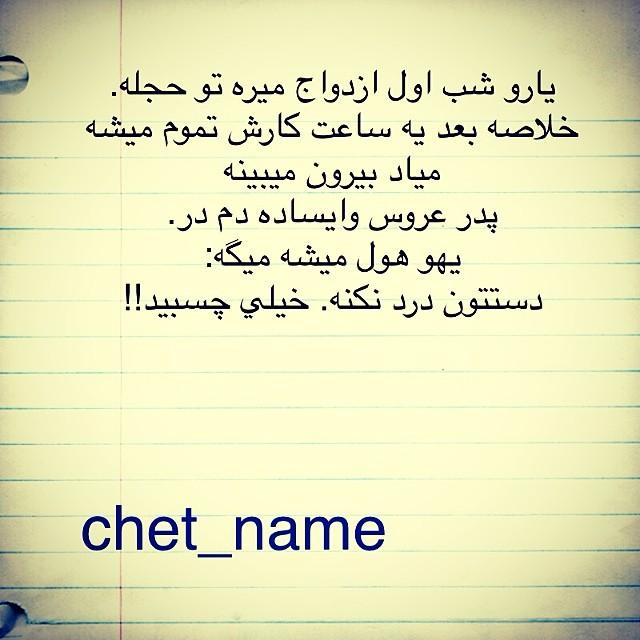 یارو شب اول ازدواج میره تو حجله.
خلاصه بعد یه ساعت کارش تموم میشه
میاد بیرون میبینه
پدر عروس وایساده دم در.
یهو هول میشه میگه:
دستتون درد نکنه. خيلي چسبید!!
chet_name